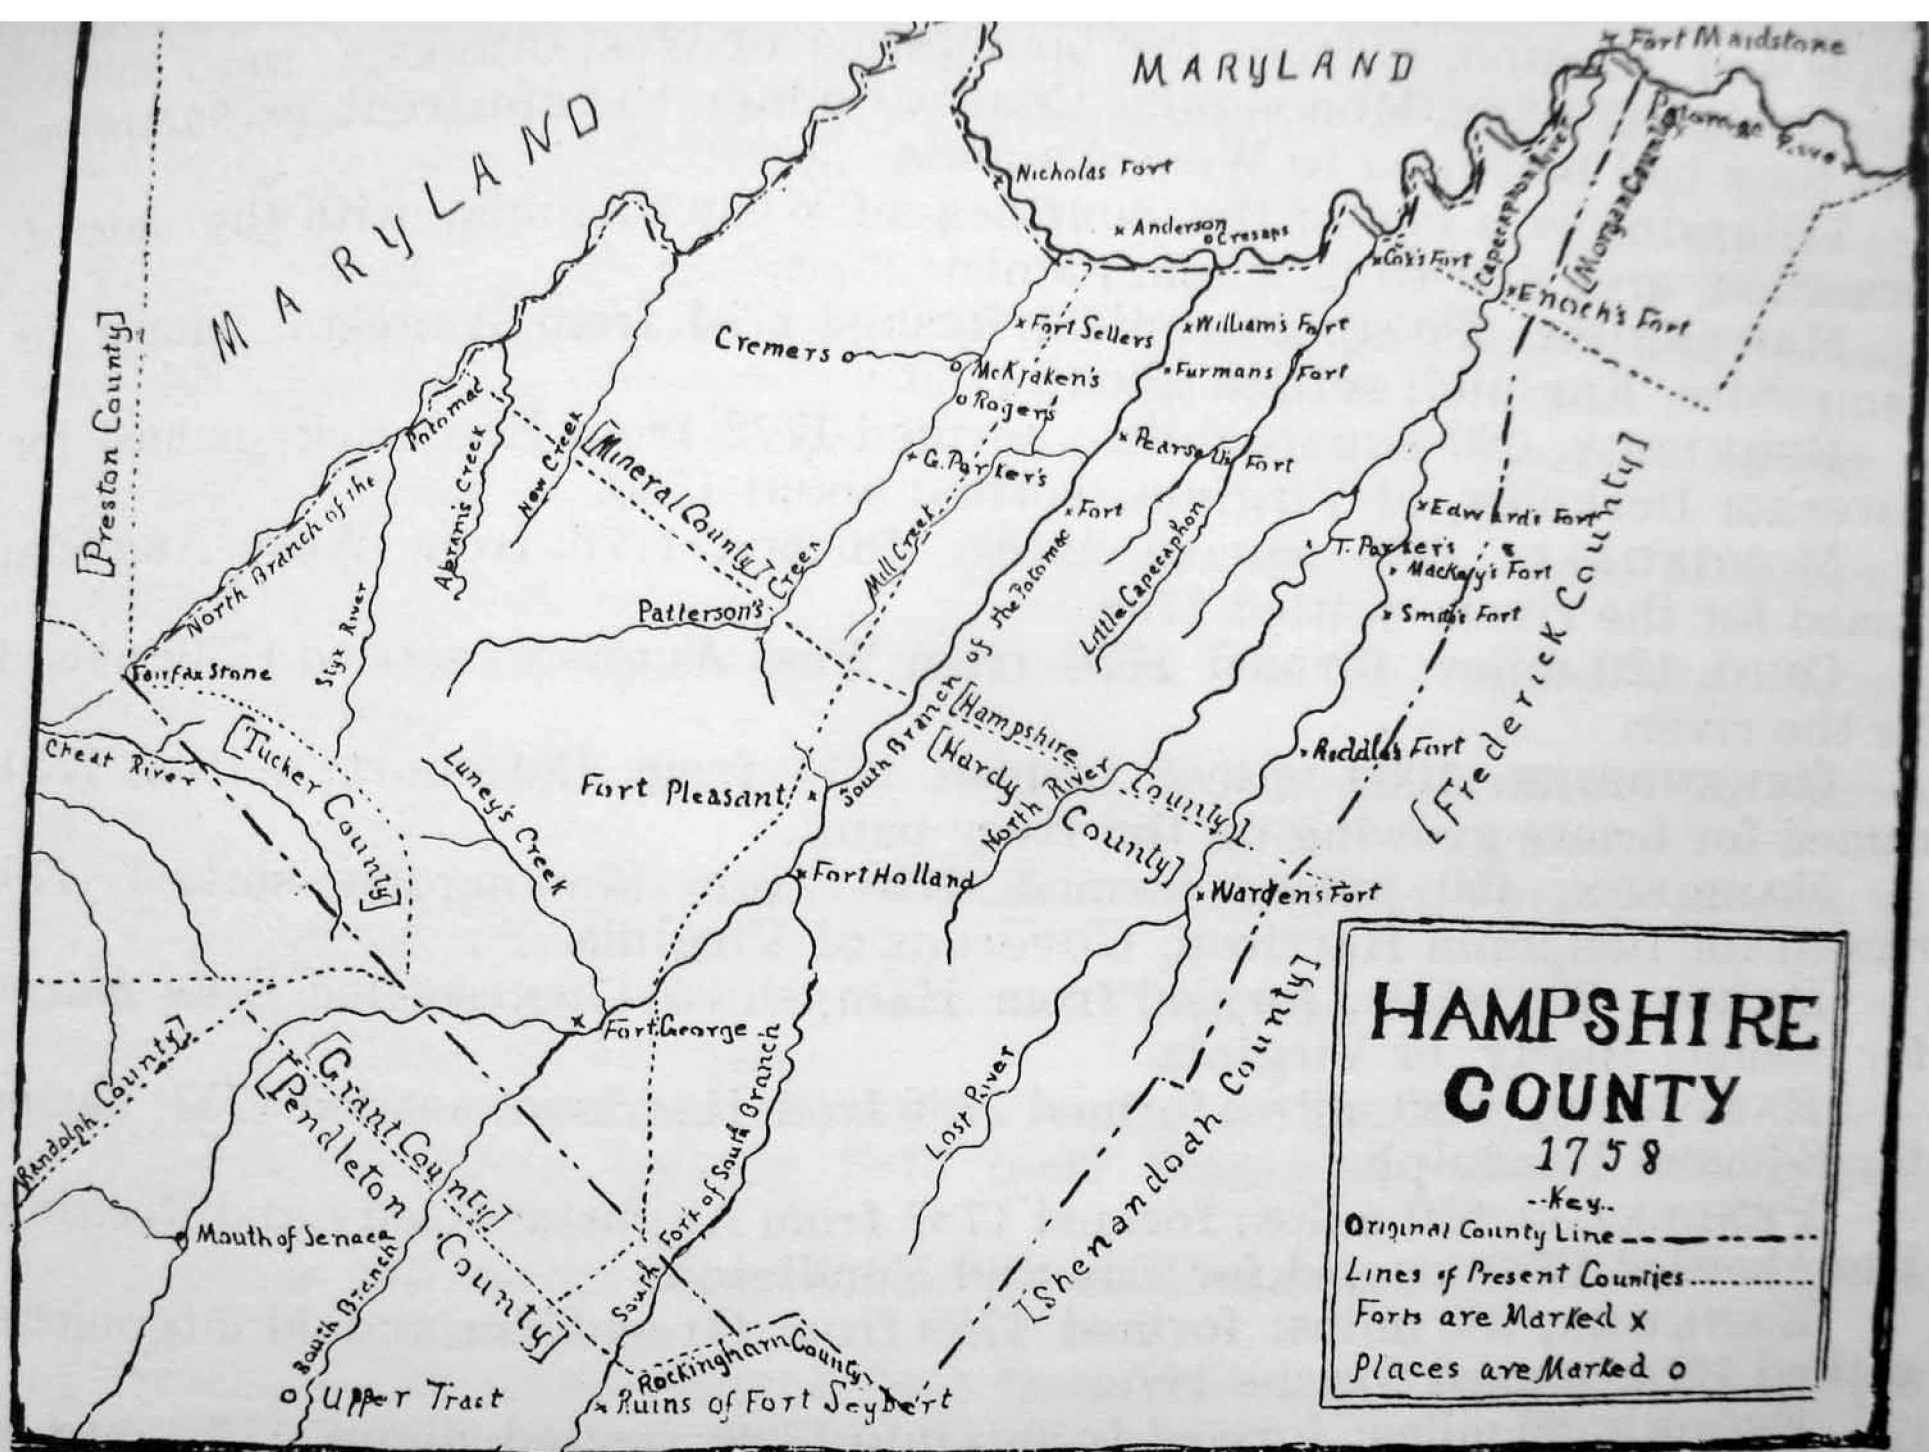 Fort Maidstone
MARYLAND
MARYLAND
Potomac River
[Morgan County]
Capecaphon River
Nicholas Fort
Anderson
Cresaps
Cox's Fort
Enoch's Fort
[Preston County]
Fort Sellers
William's Fort
Cremers
McKraken's
Furmans Fort
Rogers
Potomac
North Branch of the
Abram's Creek
New Creek
[Mineral County]
G. Parker's
Pearsall's Fort
Fort
Edward's Fort
T. Parker's
Mackay's Fort
Smith's Fort
Mill Creek
Patterson's Creek
Little Capecaphon
South Branch of the Potomac
[Frederick County]
Styx River
Fairfax Stone
Cheat River
[Tucker County]
Luney's Creek
Fort Pleasant
[Hampshire County]
[Hardy County]
North River
Fort
Fort Holland
Wardens Fort
Fort George
Randolph County]
[Grant County]
[Pendleton County]
Lost River
[Shenandoah County]
South Fork of South Branch
Mouth of Seneca
South Branch
Upper Tract
Rockingham County
Ruins of Fort Seybert
HAMPSHIRE
COUNTY
1758
--Key..
Original County Line
Lines of Present Counties
Forts are Marked x
Places are Marked o